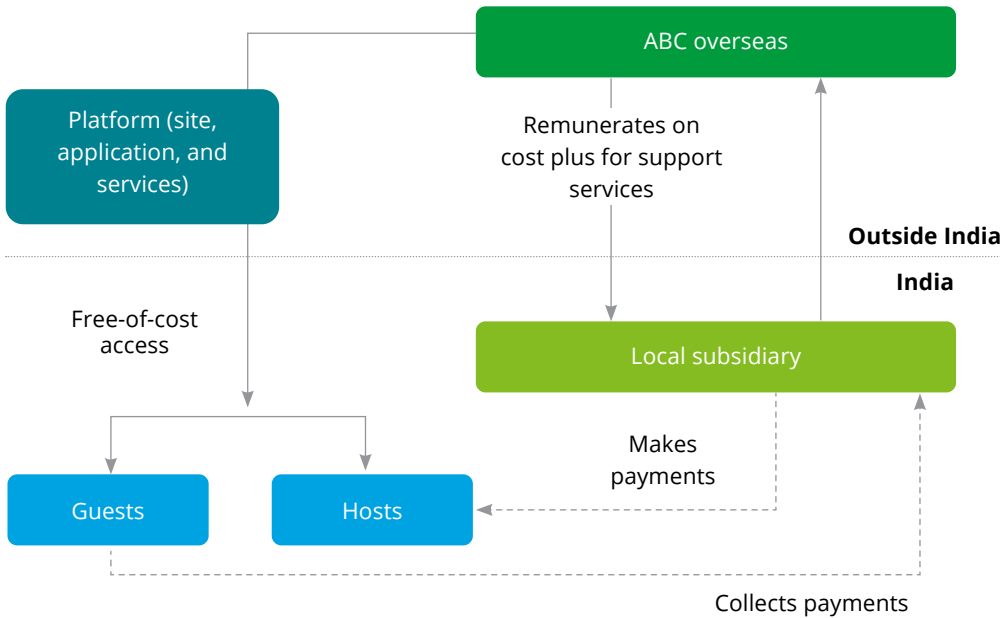 ABC overseas
Platform (site,
application, and
services)
Remunerates on
cost plus for support
services
Outside India
India
Free-of-cost
access
Local subsidiary
Makes
payments
Guests
Hosts
Collects payments